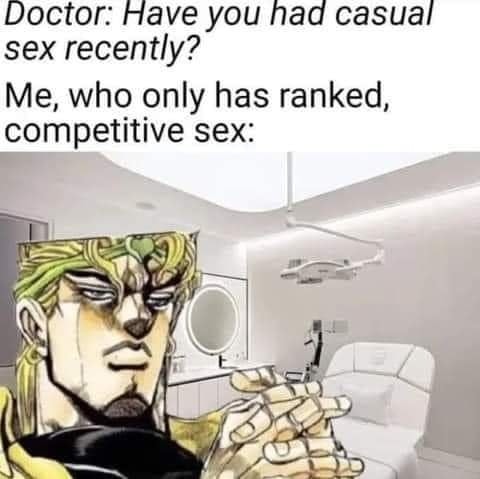 Doctor: Have you had casual
sex recently?
Me, who only has ranked,
competitive sex: